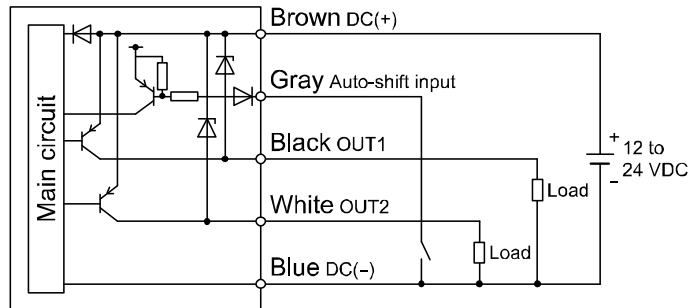 Brown DC(+)
Gray Auto-shift input
Main circuit
Black OUT1
+ 12 to
− 24 VDC
Load
White OUT2
Load
Blue DC(−)